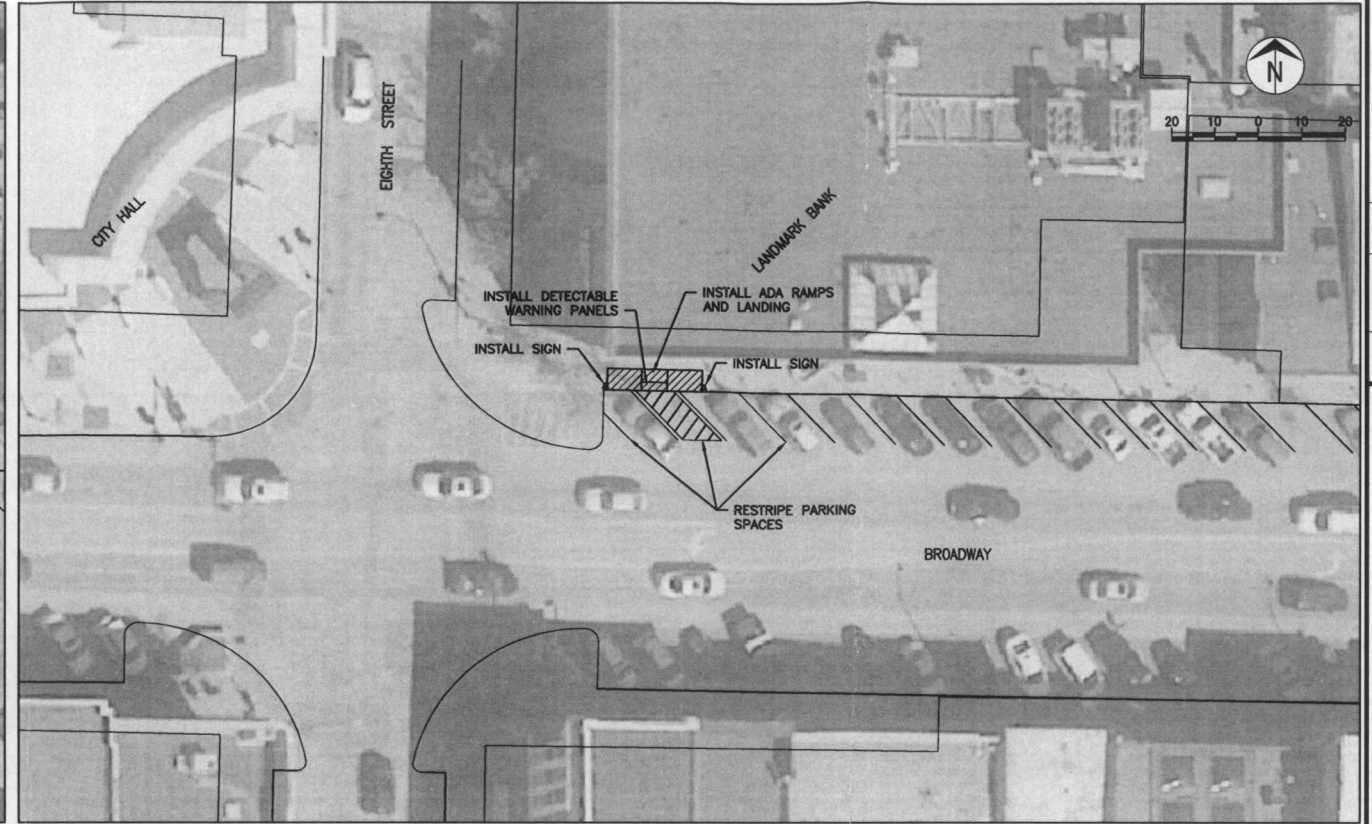 N
20 10 0 10 20
EIGHTH STREET
CITY HALL
LANDMARK BANK
INSTALL DETECTABLE
WARNING PANELS
INSTALL ADA RAMPS
AND LANDING
INSTALL SIGN
INSTALL SIGN
RESTRIPE PARKING
SPACES
BROADWAY